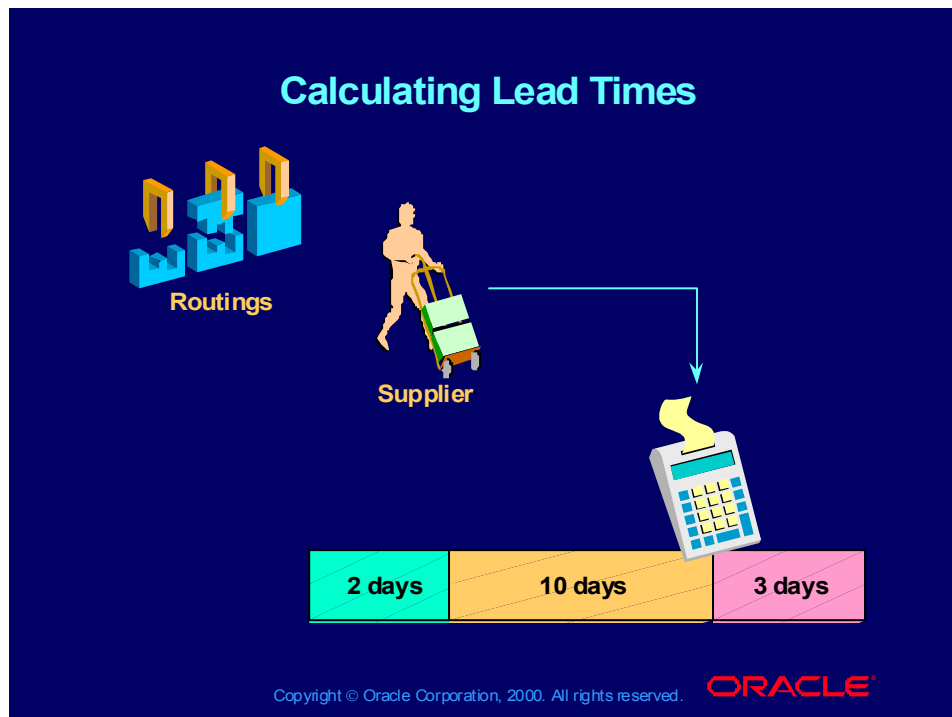 Calculating Lead Times
Routings
Supplier
2 days
10 days
3 days
Copyright © Oracle Corporation, 2000. All rights reserved.
ORACLE®